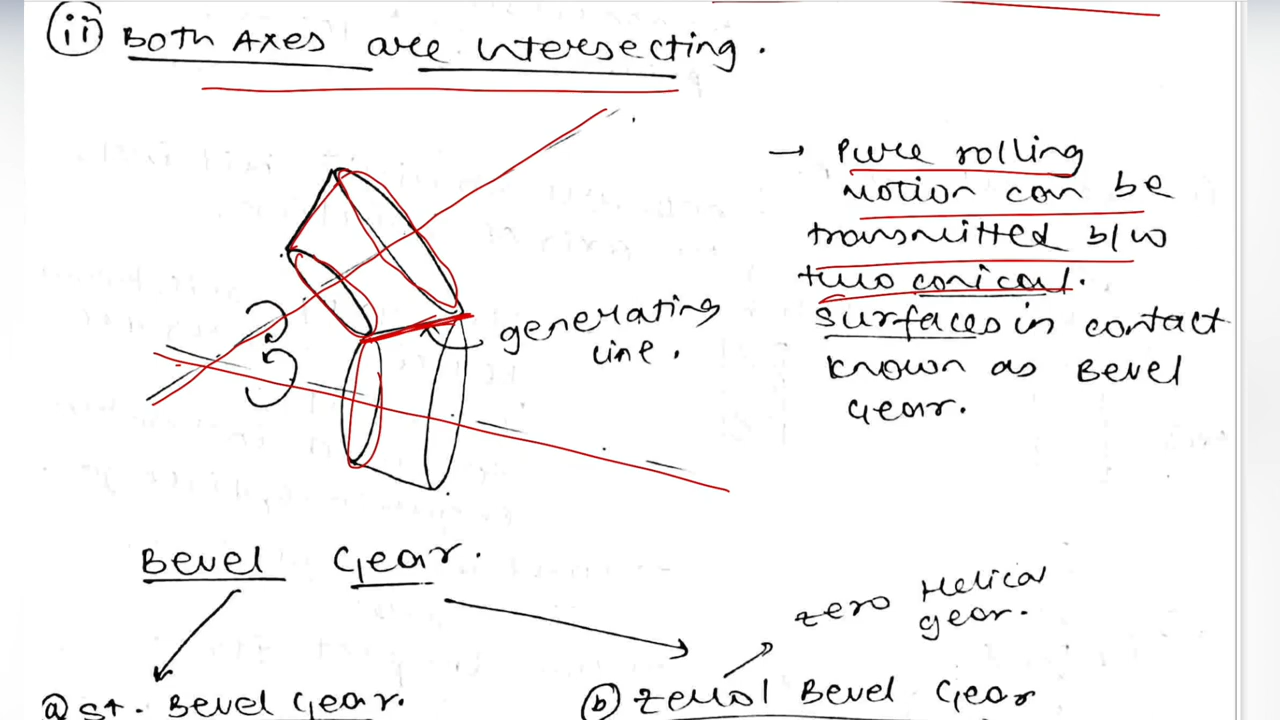 (ii) Both Axes are intersecting.
→ Pure rolling
motion can be
transmitted b/w
two conical.
surfaces in contact
known as Bevel
Gear.
generating
line.
Bevel Gear.
zero Helical
gear.
(a) St. Bevel Gear.
(b) Zerol Bevel Gear